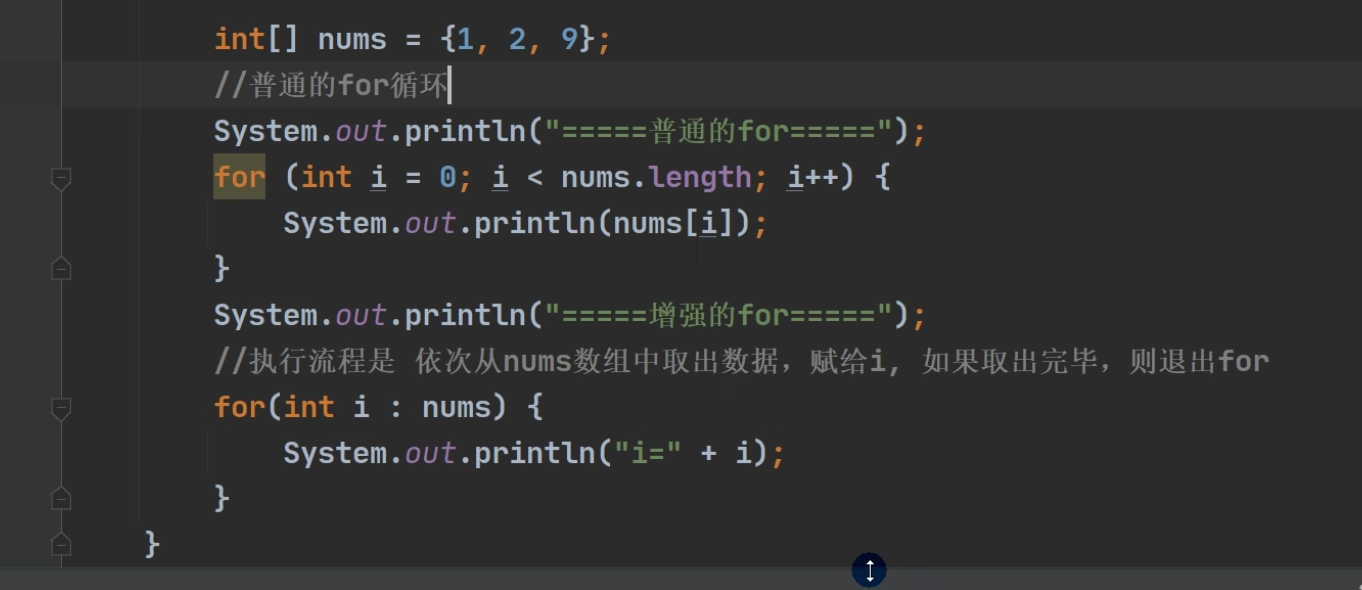 int[] nums = {1, 2, 9};
//普通的for循环
System.out.println("=====普通的for=====");
for (int i = 0; i < nums.length; i++) {
System.out.println(nums[i]);
}
System.out.println("=====增强的for=====");
//执行流程是 依次从nums数组中取出数据，赋给i, 如果取出完毕，则退出for
for(int i : nums) {
System.out.println("i=" + i);
}
}